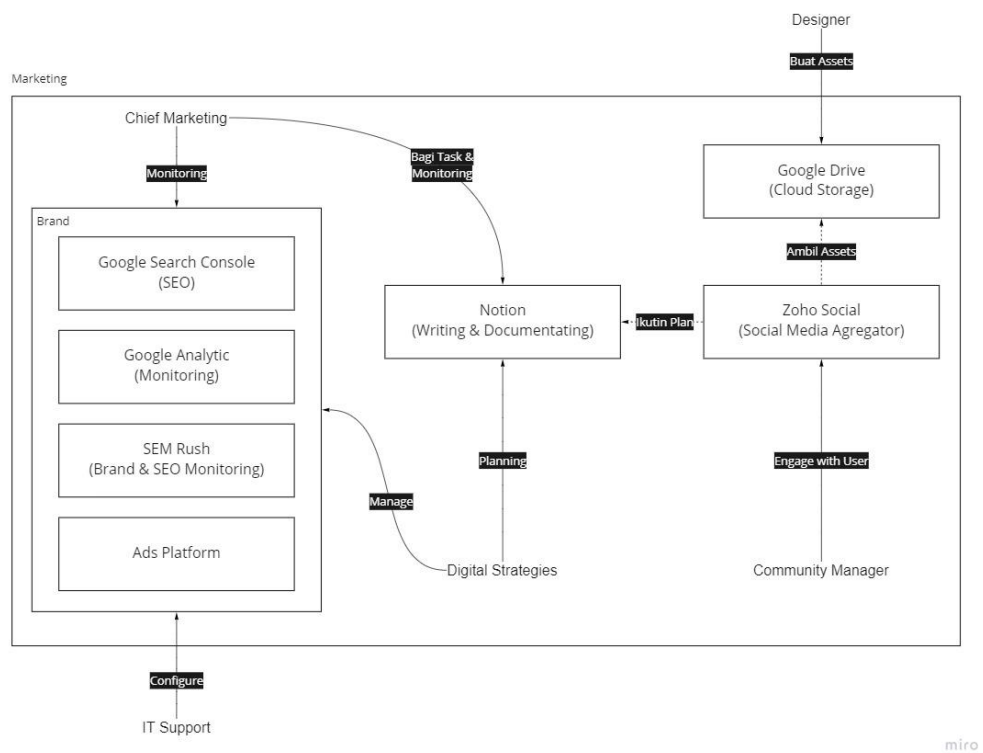 Designer
Buat Assets
Marketing
Chief Marketing
Monitoring
Bagi Task &
Monitoring
Google Drive
(Cloud Storage)
Brand
Google Search Console
(SEO)
Ambil Assets
Notion
(Writing & Documentating)
Ikutin Plan
Zoho Social
(Social Media Agregator)
Google Analytic
(Monitoring)
SEM Rush
(Brand & SEO Monitoring)
Planning
Engage with User
Manage
Ads Platform
Digital Strategies
Community Manager
Configure
IT Support
miro